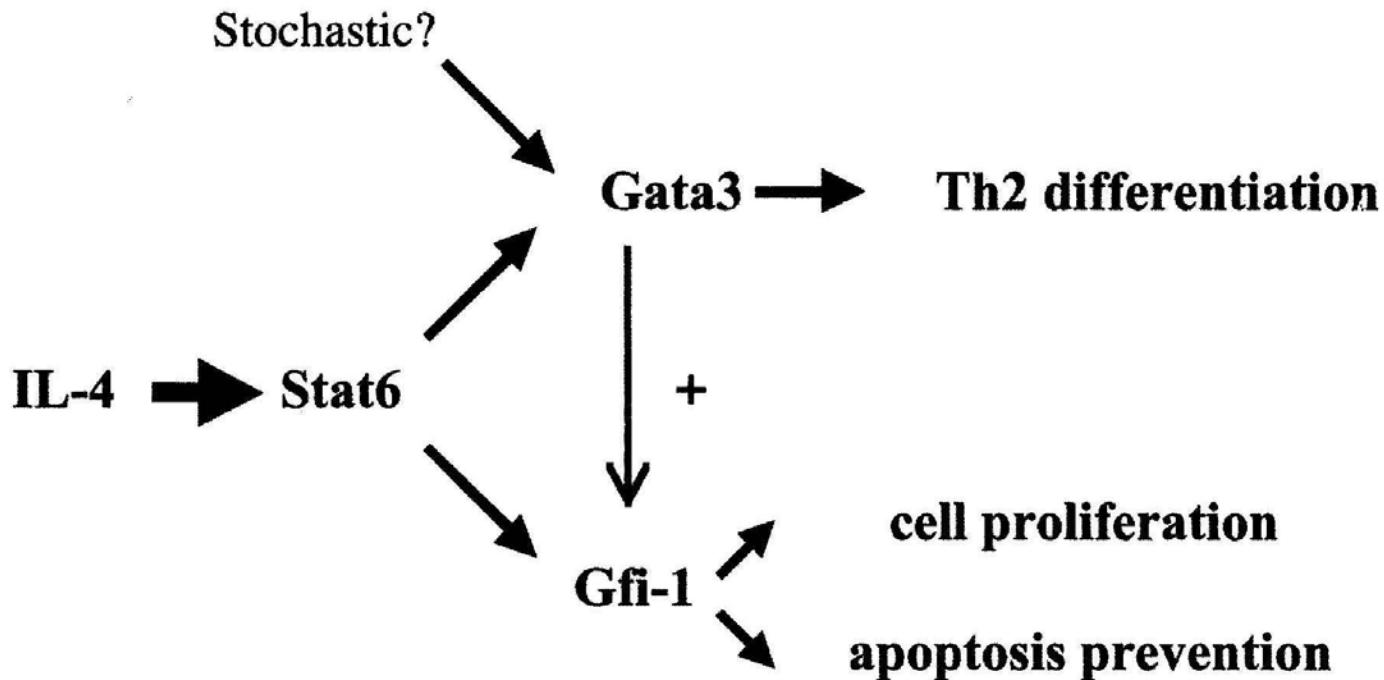 Stochastic?
Gata3
Th2 differentiation
IL-4
Stat6
+
cell proliferation
Gfi-1
apoptosis prevention